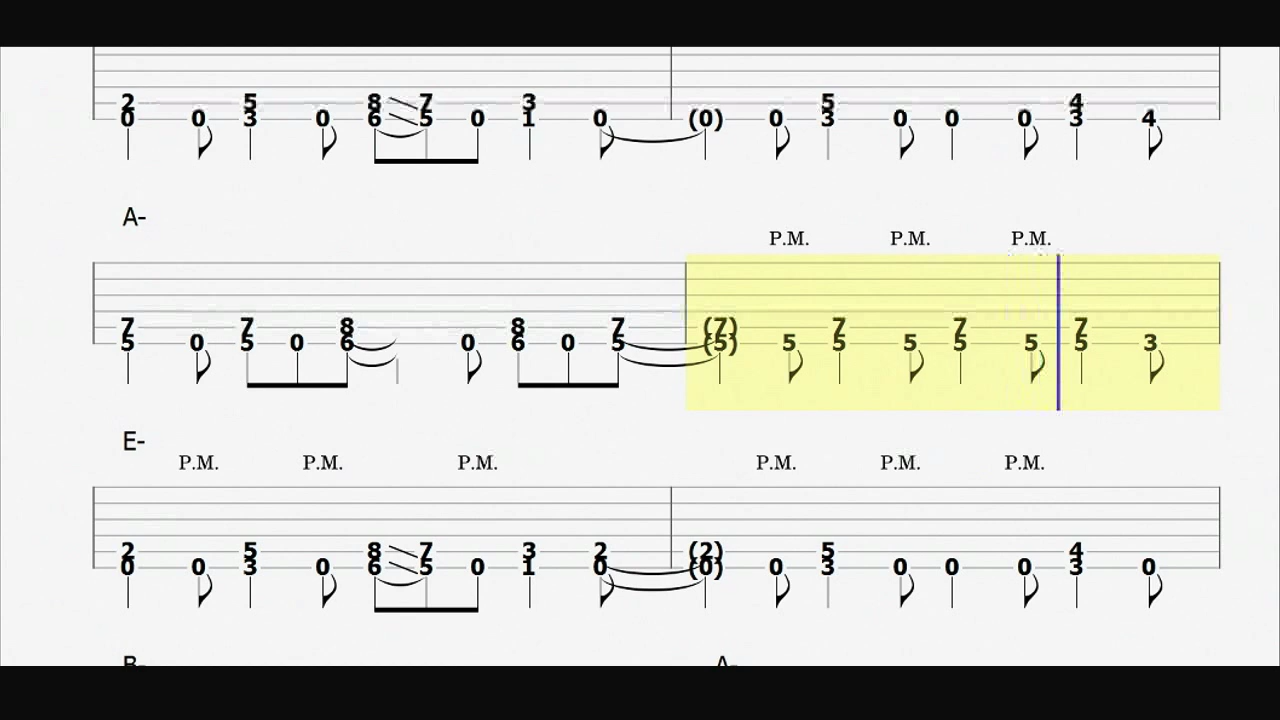 2 5 8 7 3 5 4
0 0 3 0 6 5 0 1 0 (0) 0 3 0 0 0 3 4
A-
P.M. P.M. P.M.
7 7 8 8 7 (7) 7 7 7
5 0 5 0 6 0 6 0 5 (5) 5 5 5 5 5 5 3
E-
P.M. P.M. P.M. P.M. P.M. P.M.
2 5 8 7 3 2 (2) 5 4
0 0 3 0 6 5 0 1 0 (0) 0 3 0 0 0 3 0
B- A-